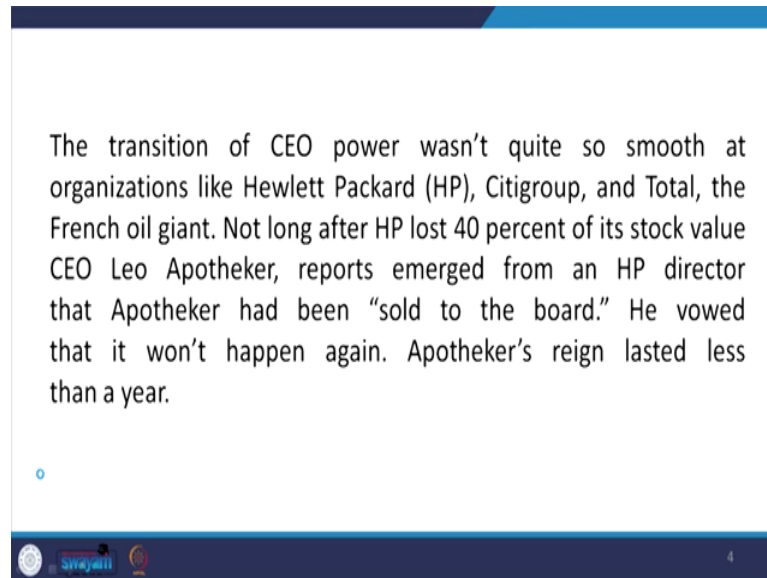 The transition of CEO power wasn't quite so smooth at
organizations like Hewlett Packard (HP), Citigroup, and Total, the
French oil giant. Not long after HP lost 40 percent of its stock value
CEO Leo Apotheker, reports emerged from an HP director
that Apotheker had been “sold to the board.” He vowed
that it won't happen again. Apotheker's reign lasted less
than a year.
swayam
4